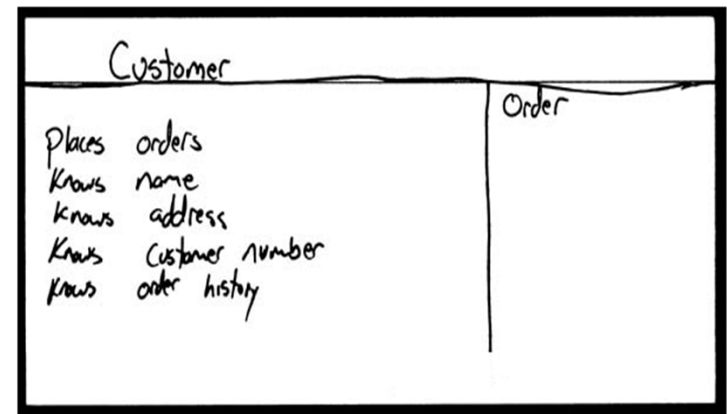 Customer
Order
Places orders
Knows name
Knows address
Knows Customer number
Knows order history